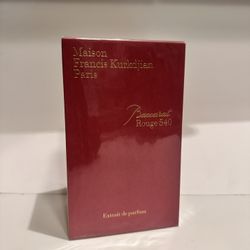 Maison
Francis Kurkdjian
Paris
Baccarat
Rouge 540
Extrait de parfum